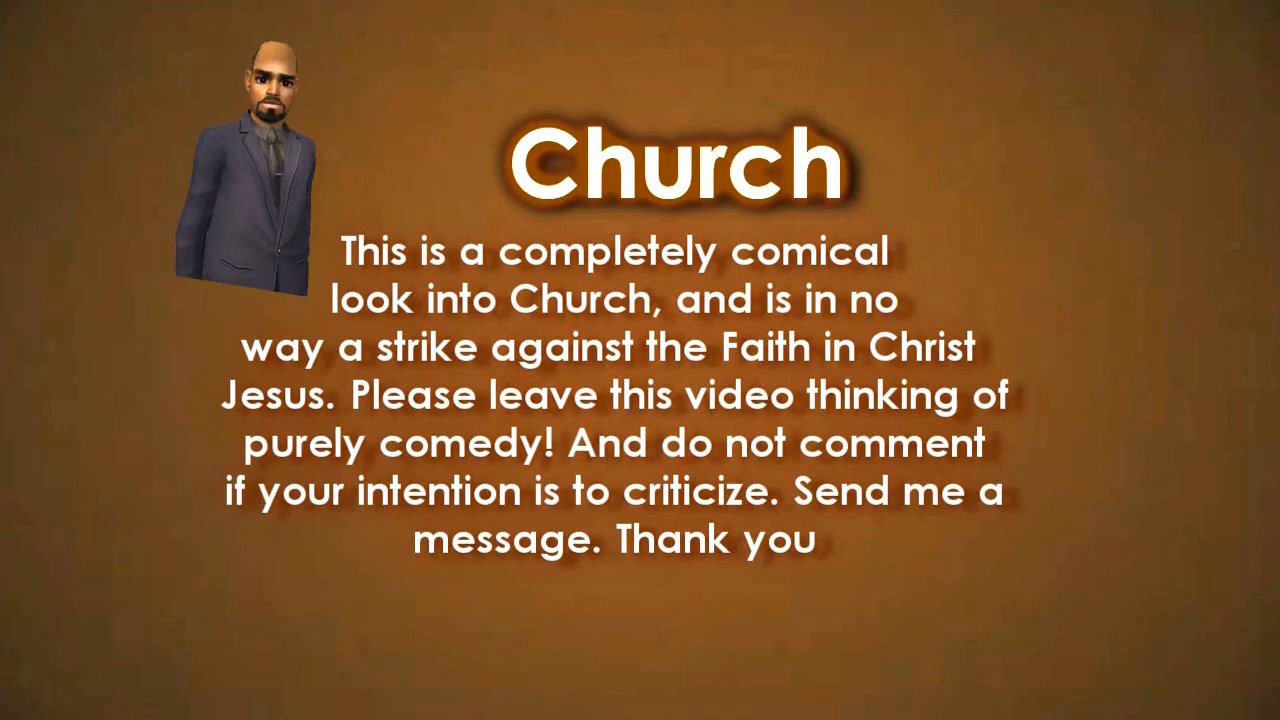 Church
This is a completely comical
look into Church, and is in no
way a strike against the Faith in Christ
Jesus. Please leave this video thinking of
purely comedy! And do not comment
if your intention is to criticize. Send me a
message. Thank you